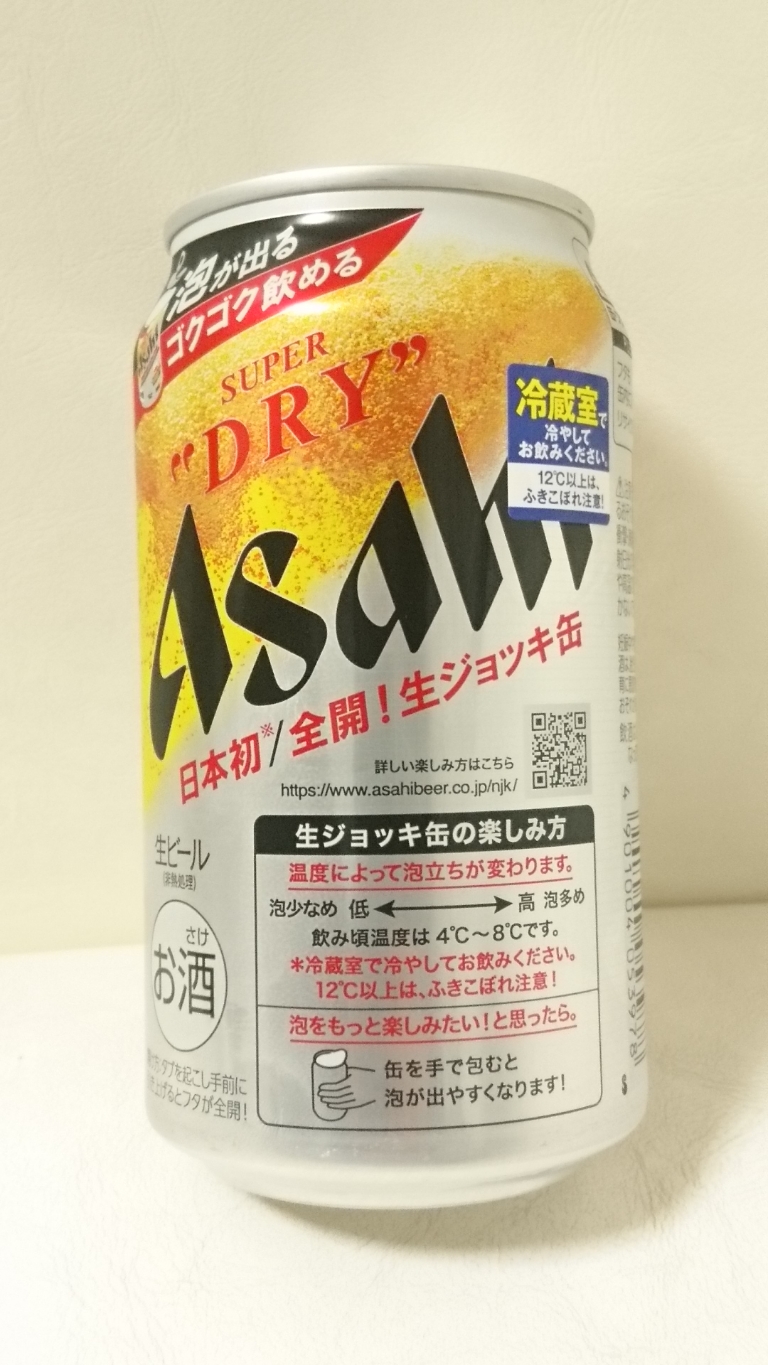 泡が出る
ゴクゴク飲める
SUPER
"DRY"
Asahi
冷蔵室で
冷やして
お飲みください。
12℃以上は、
ふきこぼれ注意!
日本初※/全開!生ジョッキ缶
詳しい楽しみ方はこちら
https://www.asahibeer.co.jp/njk/
生ビール
(非熱処理)
さけ
お酒
タブを起こし手前に
上げるとフタが全開!
生ジョッキ缶の楽しみ方
温度によって泡立ちが変わります。
泡少なめ 低 ←→ 高 泡多め
飲み頃温度は4℃～8℃です。
*冷蔵室で冷やしてお飲みください。
12℃以上は、ふきこぼれ注意!
泡をもっと楽しみたい!と思ったら。
缶を手で包むと
泡が出やすくなります!
4 901004 053978
S